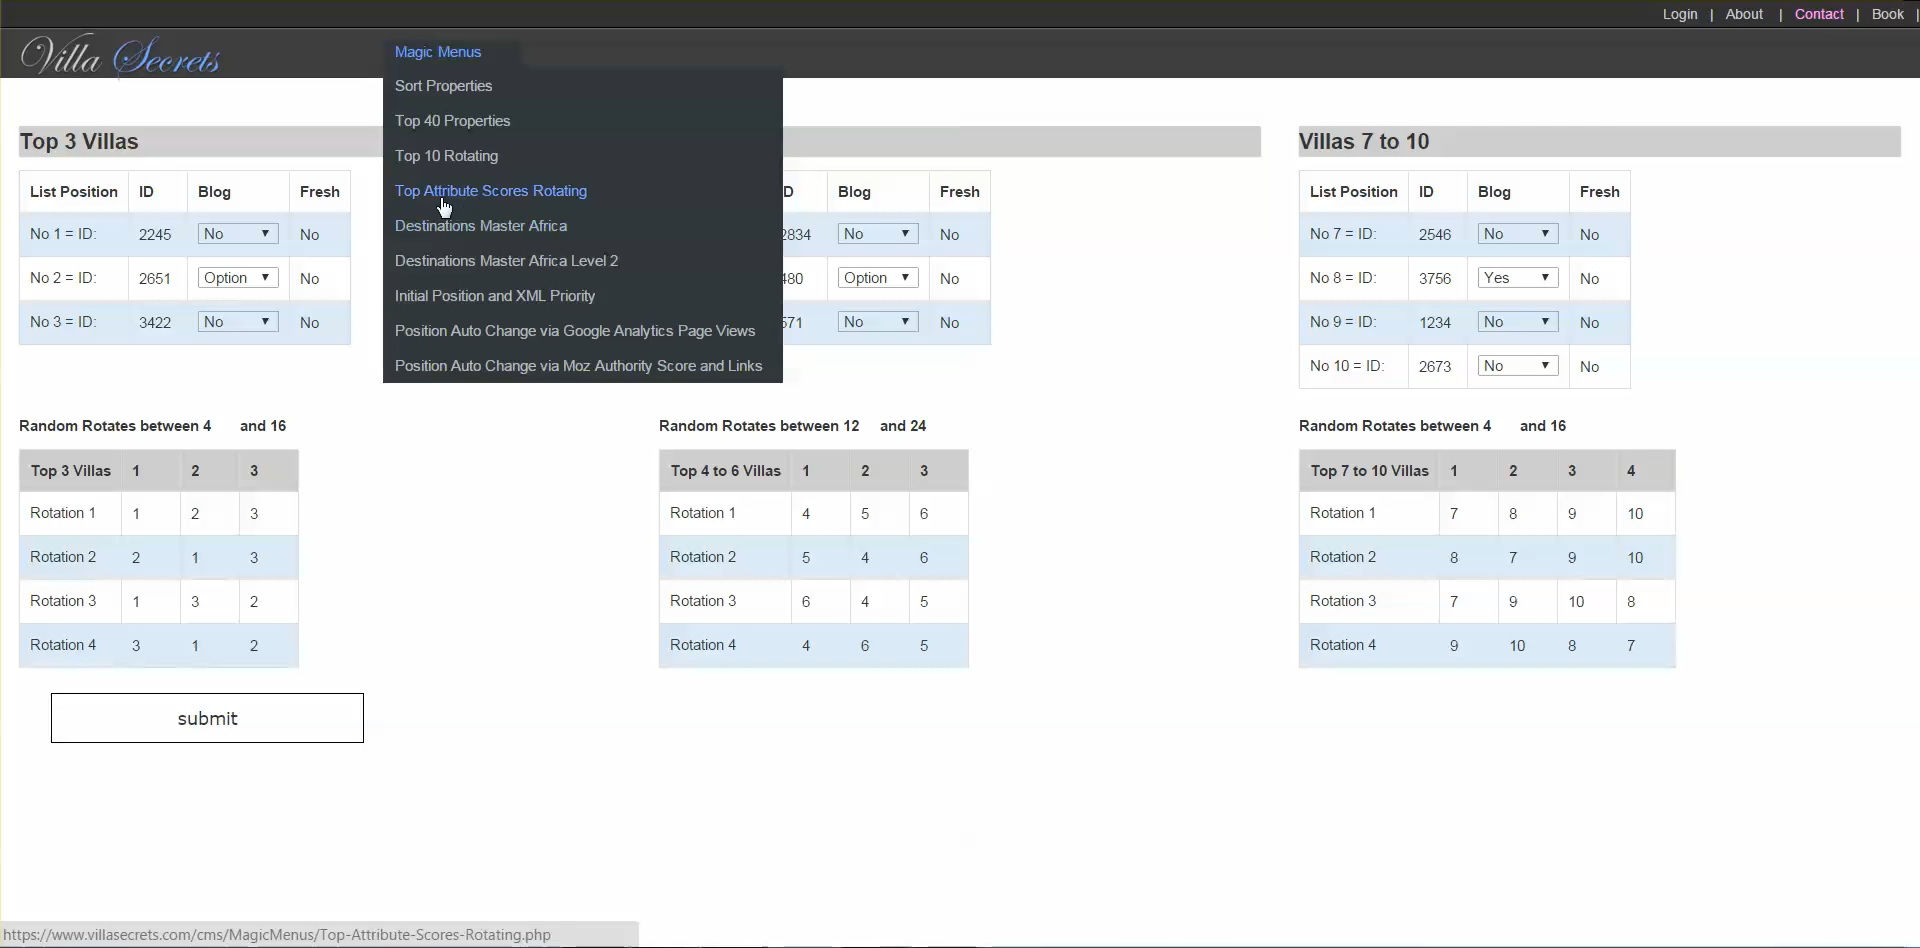 Login | About | Contact | Book |
Villa Secrets
Magic Menus
Sort Properties
Top 40 Properties
Top 10 Rotating
Top Attribute Scores Rotating
Destinations Master Africa
Destinations Master Africa Level 2
Initial Position and XML Priority
Position Auto Change via Google Analytics Page Views
Position Auto Change via Moz Authority Score and Links
Top 3 Villas
List Position ID Blog Fresh
No 1 = ID: 2245 No No
No 2 = ID: 2651 Option No
No 3 = ID: 3422 No No
D Blog Fresh
2834 No No
480 Option No
571 No No
Villas 7 to 10
List Position ID Blog Fresh
No 7 = ID: 2546 No No
No 8 = ID: 3756 Yes No
No 9 = ID: 1234 No No
No 10 = ID: 2673 No No
Random Rotates between 4 and 16
Top 3 Villas 1 2 3
Rotation 1 1 2 3
Rotation 2 2 1 3
Rotation 3 1 3 2
Rotation 4 3 1 2
Random Rotates between 12 and 24
Top 4 to 6 Villas 1 2 3
Rotation 1 4 5 6
Rotation 2 5 4 6
Rotation 3 6 4 5
Rotation 4 4 6 5
Random Rotates between 4 and 16
Top 7 to 10 Villas 1 2 3 4
Rotation 1 7 8 9 10
Rotation 2 8 7 9 10
Rotation 3 7 9 10 8
Rotation 4 9 10 8 7
submit
https://www.villasecrets.com/cms/MagicMenus/Top-Attribute-Scores-Rotating.php